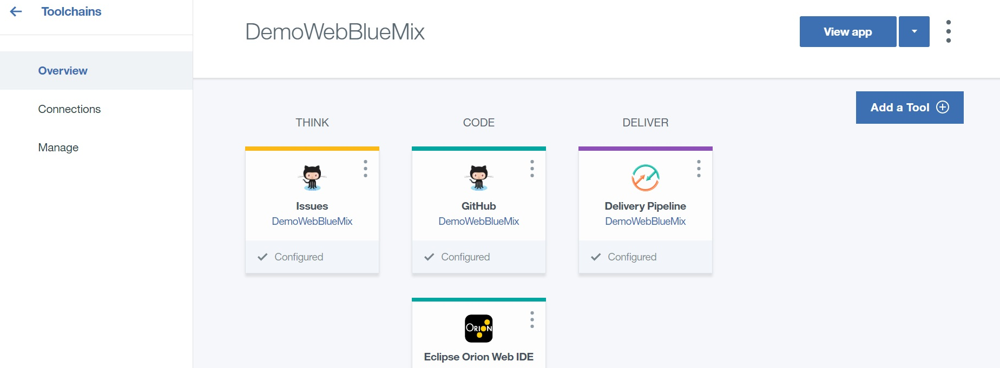 Toolchains
Overview
Connections
Manage
DemoWebBlueMix
View app
Add a Tool
THINK
CODE
DELIVER
Issues
DemoWebBlueMix
Configured
GitHub
DemoWebBlueMix
Configured
Delivery Pipeline
DemoWebBlueMix
Configured
ORION
Eclipse Orion Web IDE